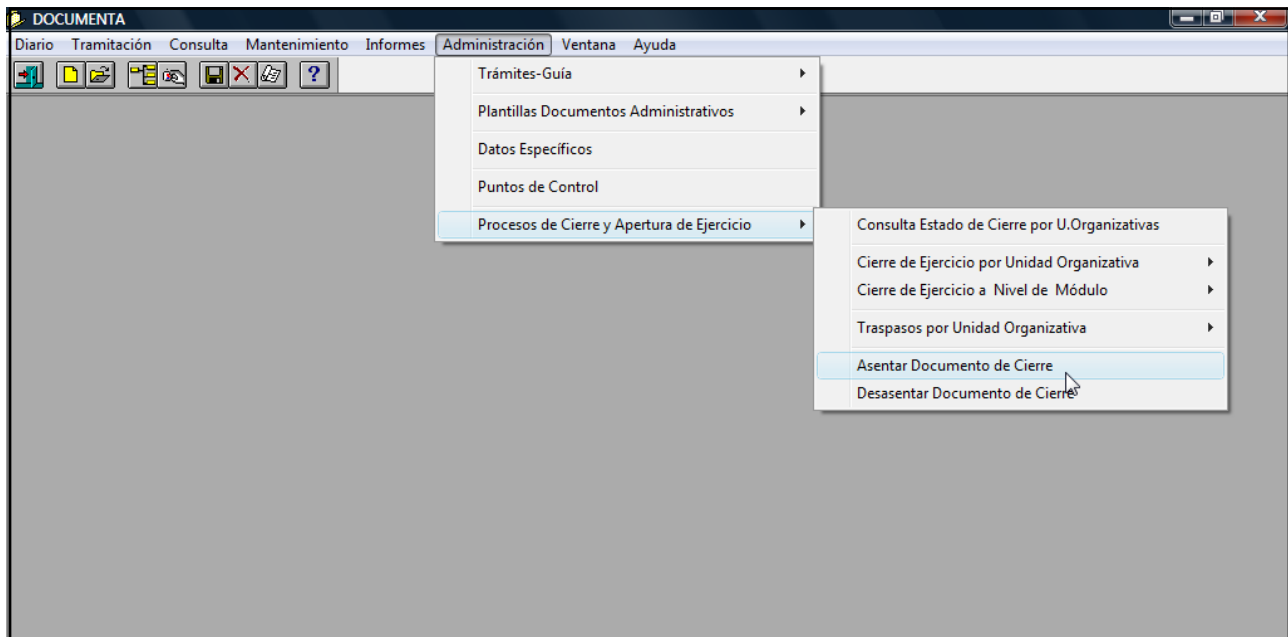 DOCUMENTA
Diario Tramitación Consulta Mantenimiento Informes Administración Ventana Ayuda
?
Trámites-Guía
Plantillas Documentos Administrativos
Datos Específicos
Puntos de Control
Procesos de Cierre y Apertura de Ejercicio
Consulta Estado de Cierre por U.Organizativas
Cierre de Ejercicio por Unidad Organizativa
Cierre de Ejercicio a Nivel de Módulo
Traspasos por Unidad Organizativa
Asentar Documento de Cierre
Desasentar Documento de Cierre